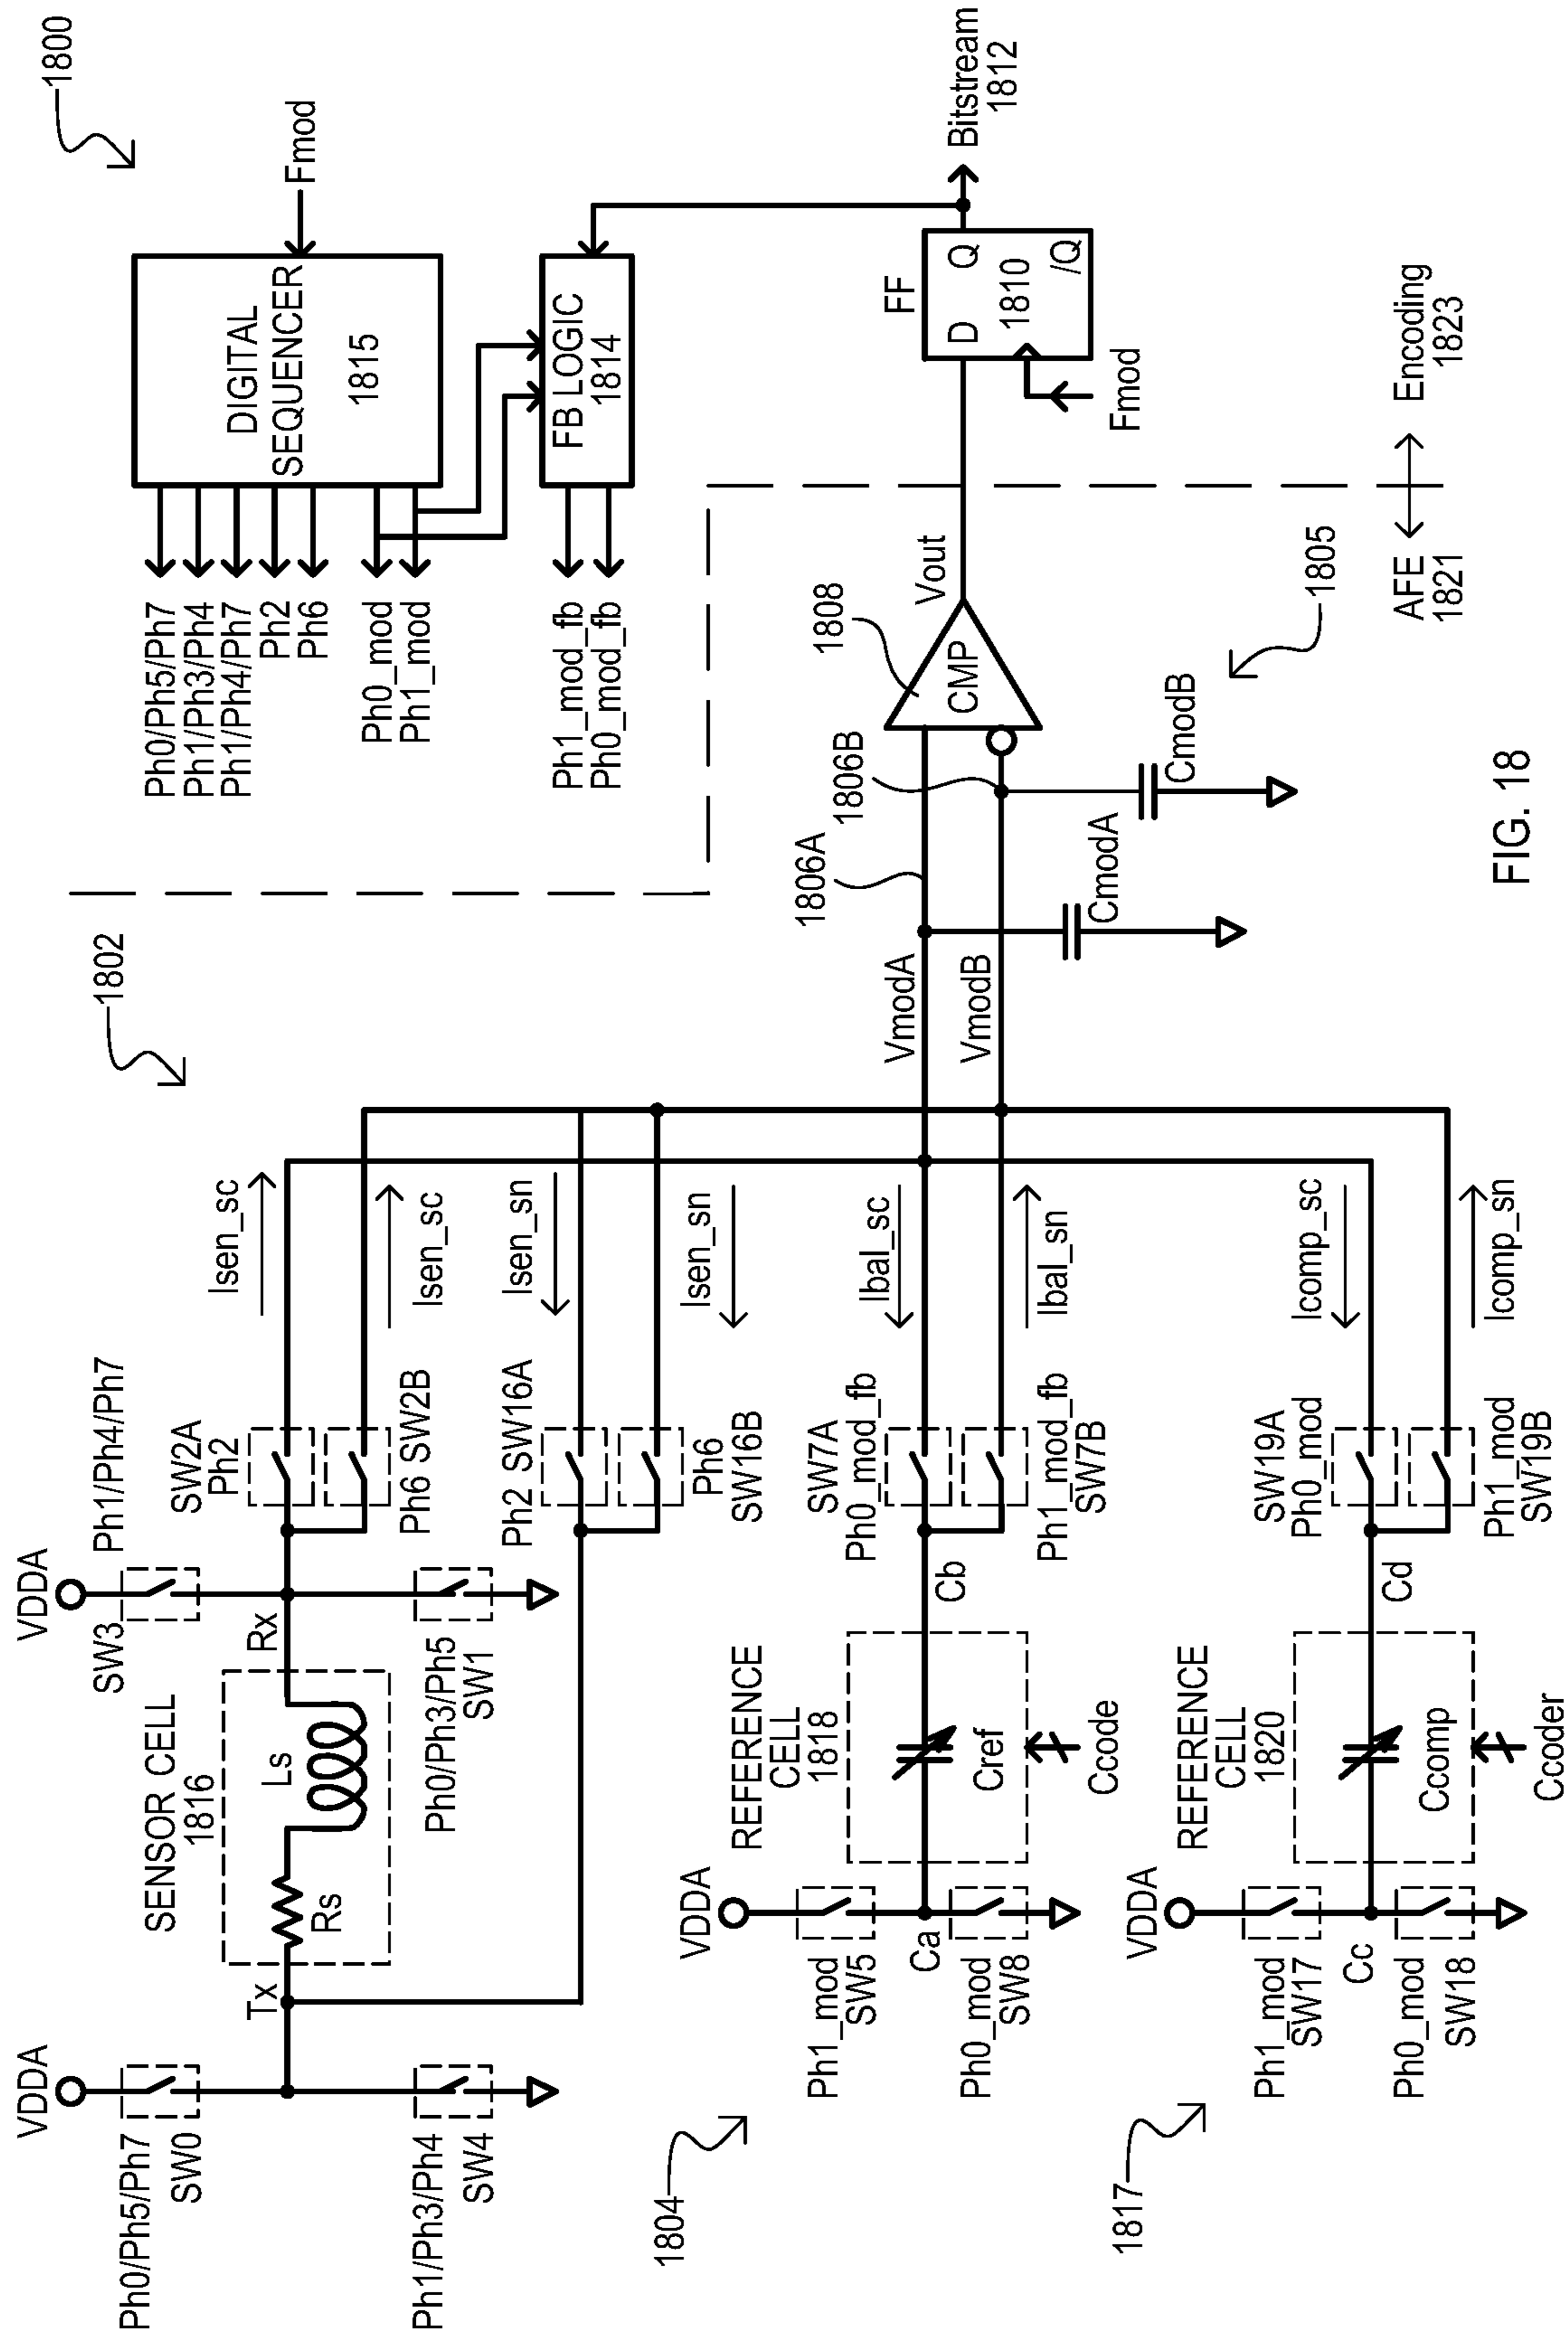 1800
1802
VDDA
Ph0/Ph5/Ph7
SW0
Ph1/Ph3/Ph4
SW4
Tx
SENSOR CELL
1816
Rs
Ls
Rx
VDDA
SW3
Ph1/Ph4/Ph7
Ph0/Ph3/Ph5
SW1
SW2A
Ph2
Ph6 SW2B
Ph2 SW16A
Ph6
SW16B
Isen_sc
Isen_sc
Isen_sn
Isen_sn
DIGITAL
SEQUENCER
1815
Fmod
Ph0/Ph5/Ph7
Ph1/Ph3/Ph4
Ph1/Ph4/Ph7
Ph2
Ph6
Ph0_mod
Ph1_mod
FB LOGIC
1814
Ph1_mod_fb
Ph0_mod_fb
1804
VDDA
Ph1_mod
SW5
Ca
Ph0_mod
SW8
REFERENCE
CELL
1818
Cref
Ccode
Cb
SW7A
Ph0_mod_fb
Ph1_mod_fb
SW7B
Ibal_sc
Ibal_sn
VmodA
VmodB
1806A
1806B
CmodA
CmodB
1808
CMP
Vout
1805
FF
D
Q
1810
/Q
Fmod
Bitstream
1812
1817
VDDA
Ph1_mod
SW17
Cc
Ph0_mod
SW18
REFERENCE
CELL
1820
Ccomp
Ccoder
Cd
SW19A
Ph0_mod
Ph1_mod
SW19B
Icomp_sc
Icomp_sn
AFE
1821
Encoding
1823
FIG. 18